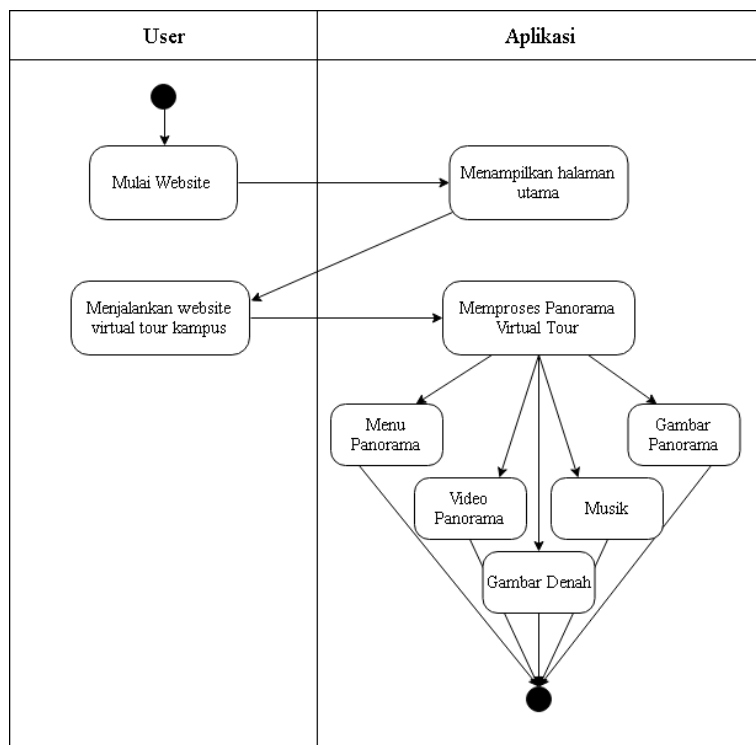 User
Aplikasi
Mulai Website
Menampilkan halaman
utama
Menjalankan website
virtual tour kampus
Memproses Panorama
Virtual Tour
Menu
Panorama
Gambar
Panorama
Video
Panorama
Musik
Gambar Denah